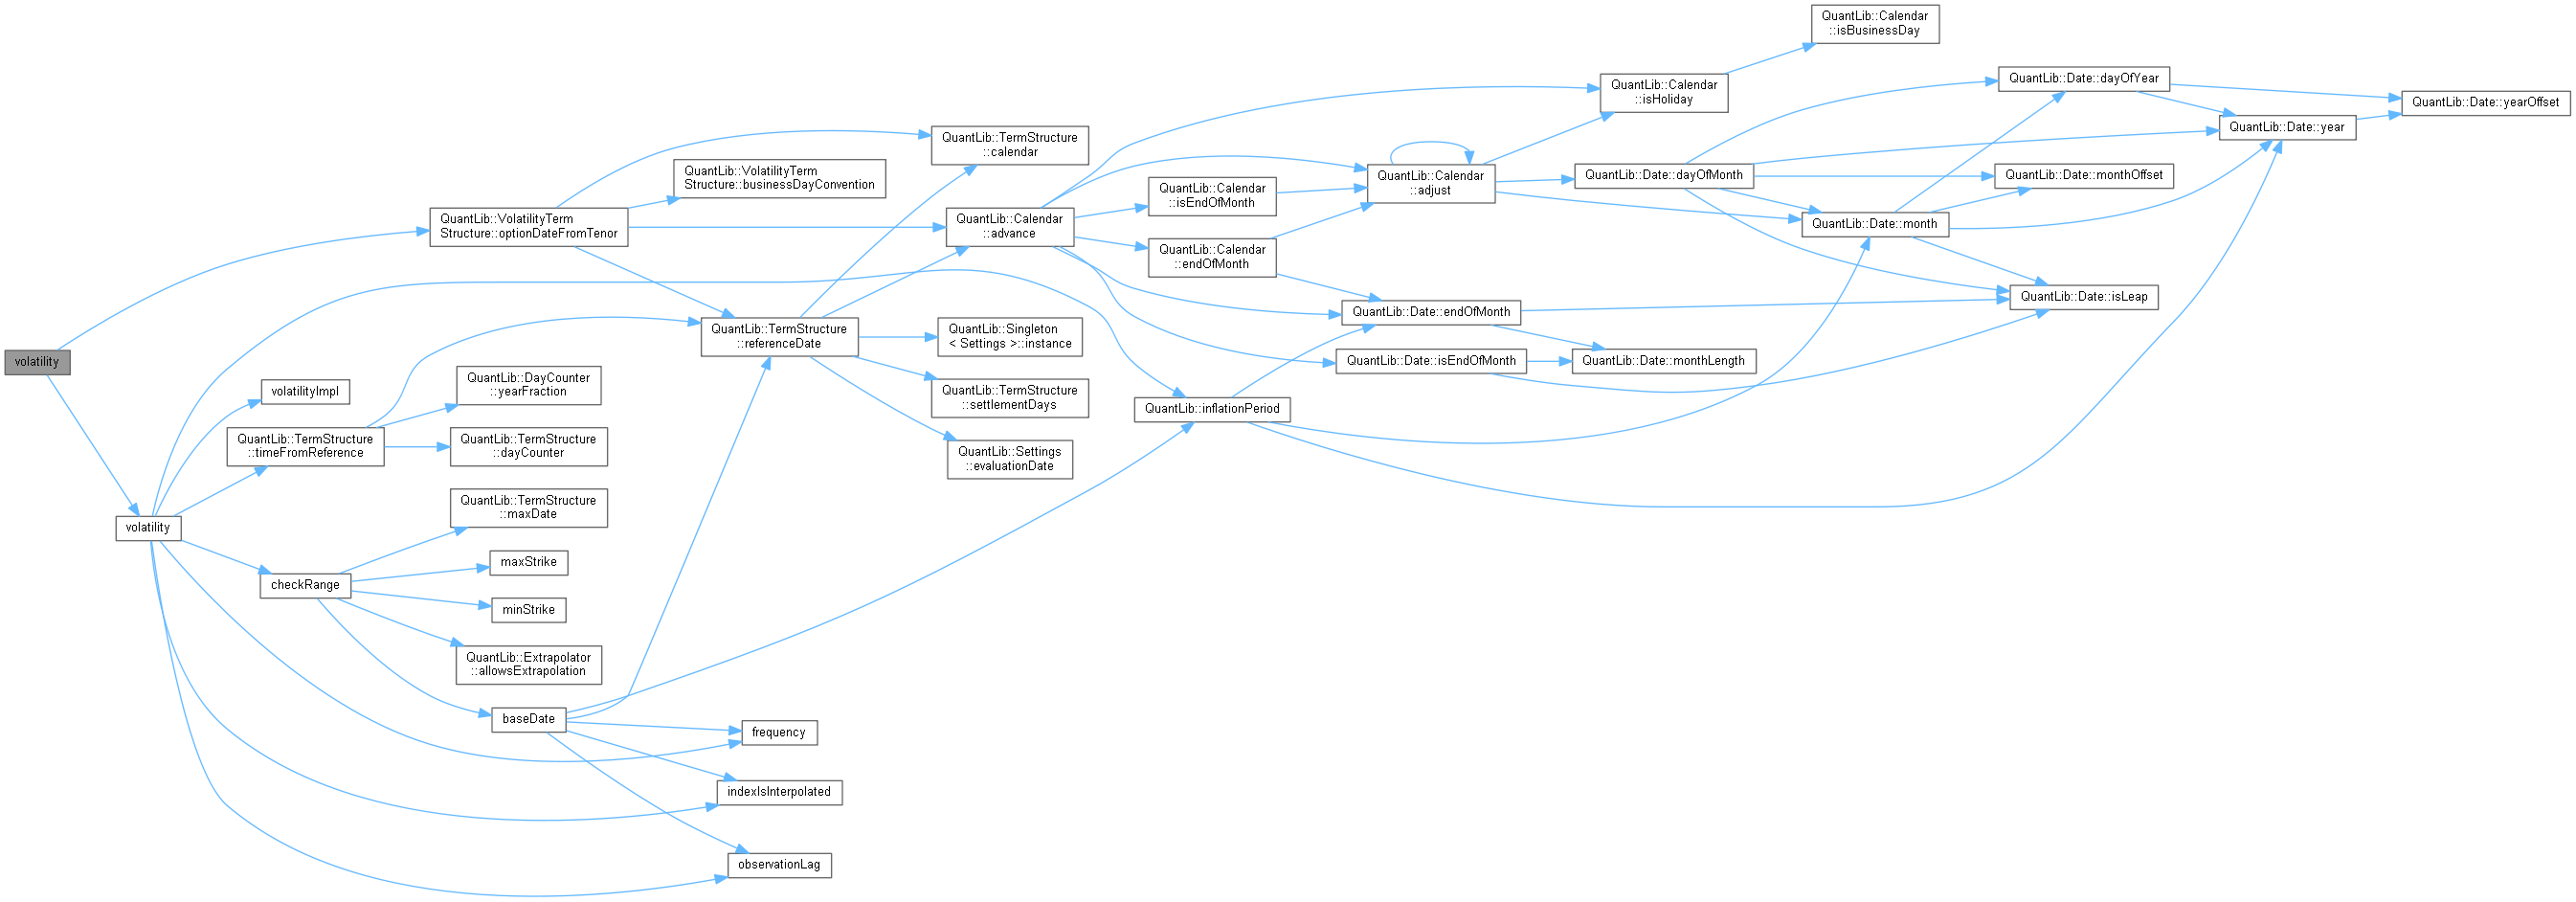 QuantLib::Calendar
::isBusinessDay
QuantLib::Calendar
::isHoliday
QuantLib::Date::dayOfYear
QuantLib::Date::yearOffset
QuantLib::Date::year
QuantLib::TermStructure
::calendar
QuantLib::VolatilityTerm
Structure::businessDayConvention
QuantLib::Calendar
::adjust
QuantLib::Date::dayOfMonth
QuantLib::Date::monthOffset
QuantLib::Calendar
::isEndOfMonth
QuantLib::VolatilityTerm
Structure::optionDateFromTenor
QuantLib::Calendar
::advance
QuantLib::Date::month
QuantLib::Calendar
::endOfMonth
QuantLib::Date::isLeap
QuantLib::Date::endOfMonth
QuantLib::TermStructure
::referenceDate
QuantLib::Singleton
< Settings >::instance
volatility
QuantLib::Date::isEndOfMonth
QuantLib::Date::monthLength
volatilityImpl
QuantLib::DayCounter
::yearFraction
QuantLib::TermStructure
::settlementDays
QuantLib::inflationPeriod
QuantLib::TermStructure
::timeFromReference
QuantLib::TermStructure
::dayCounter
QuantLib::Settings
::evaluationDate
QuantLib::TermStructure
::maxDate
volatility
maxStrike
checkRange
minStrike
QuantLib::Extrapolator
::allowsExtrapolation
baseDate
frequency
indexIsInterpolated
observationLag